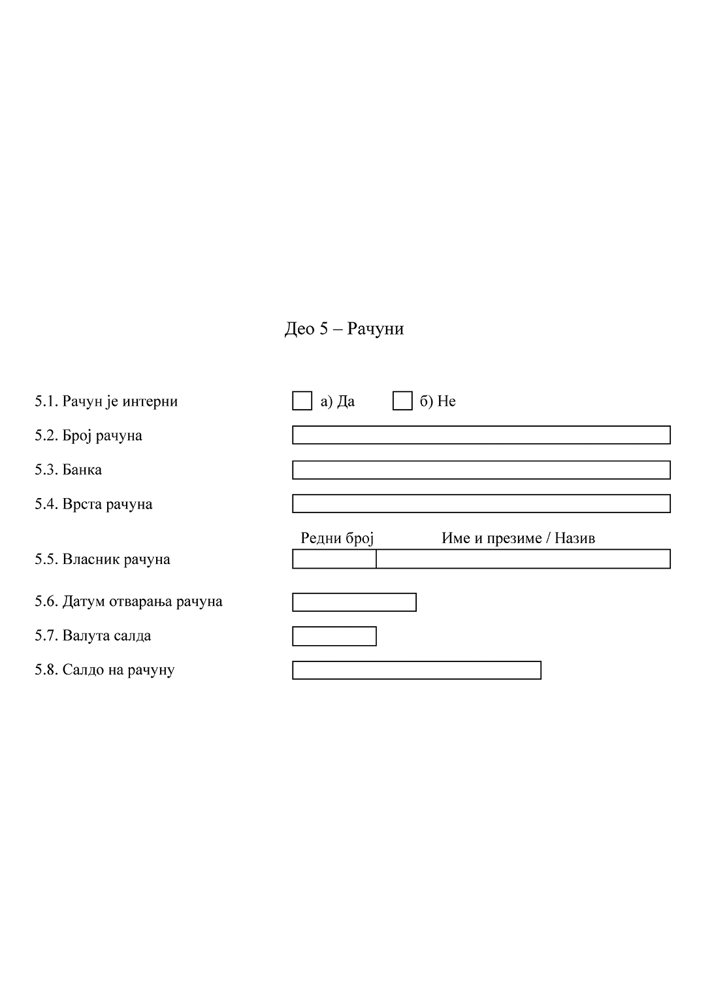 Део 5 – Рачуни
5.1. Рачун је интерни а) Да б) Не
5.2. Број рачуна
5.3. Банка
5.4. Врста рачуна
Редни број Име и презиме / Назив
5.5. Власник рачуна
5.6. Датум отварања рачуна
5.7. Валута салда
5.8. Салдо на рачуну